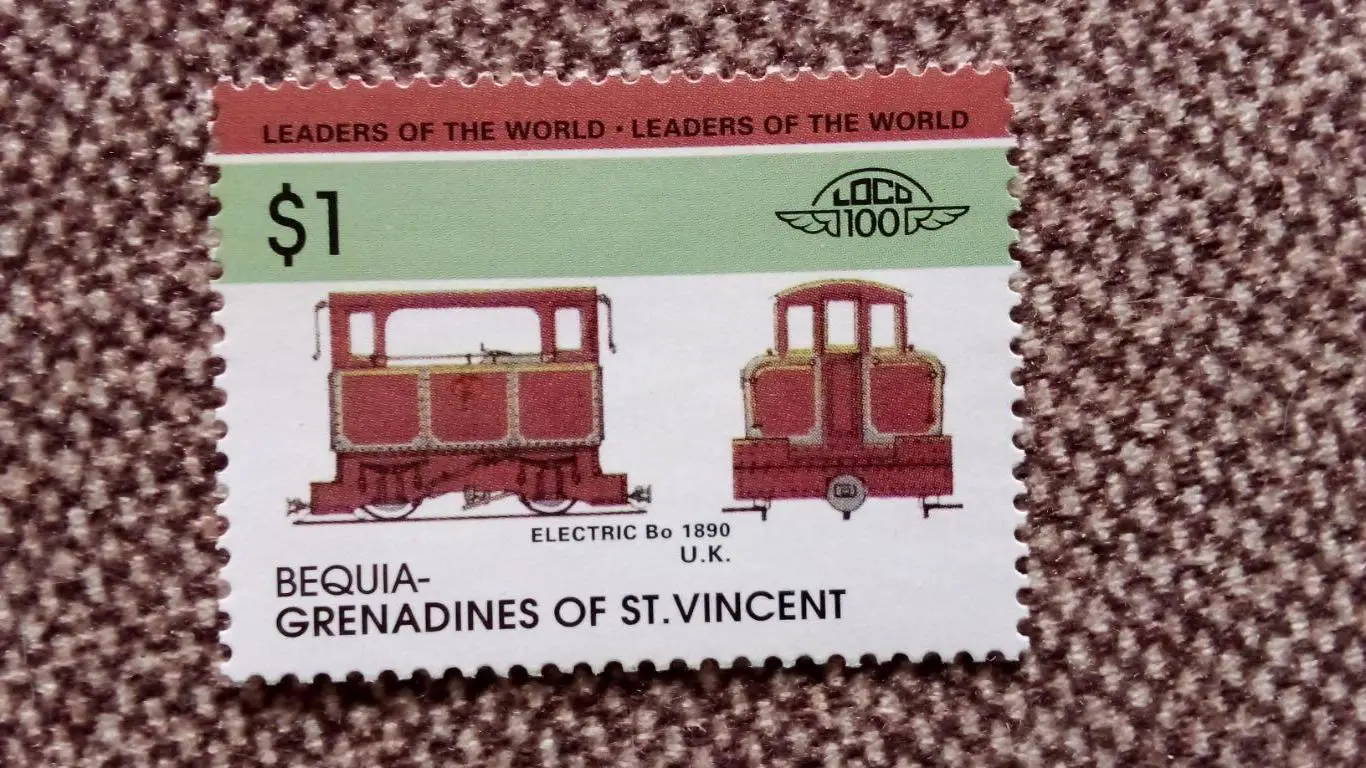 LEADERS OF THE WORLD · LEADERS OF THE WORLD
$1
LOCO
100
ELECTRIC Bo 1890
U.K.
BEQUIA-
GRENADINES OF ST.VINCENT